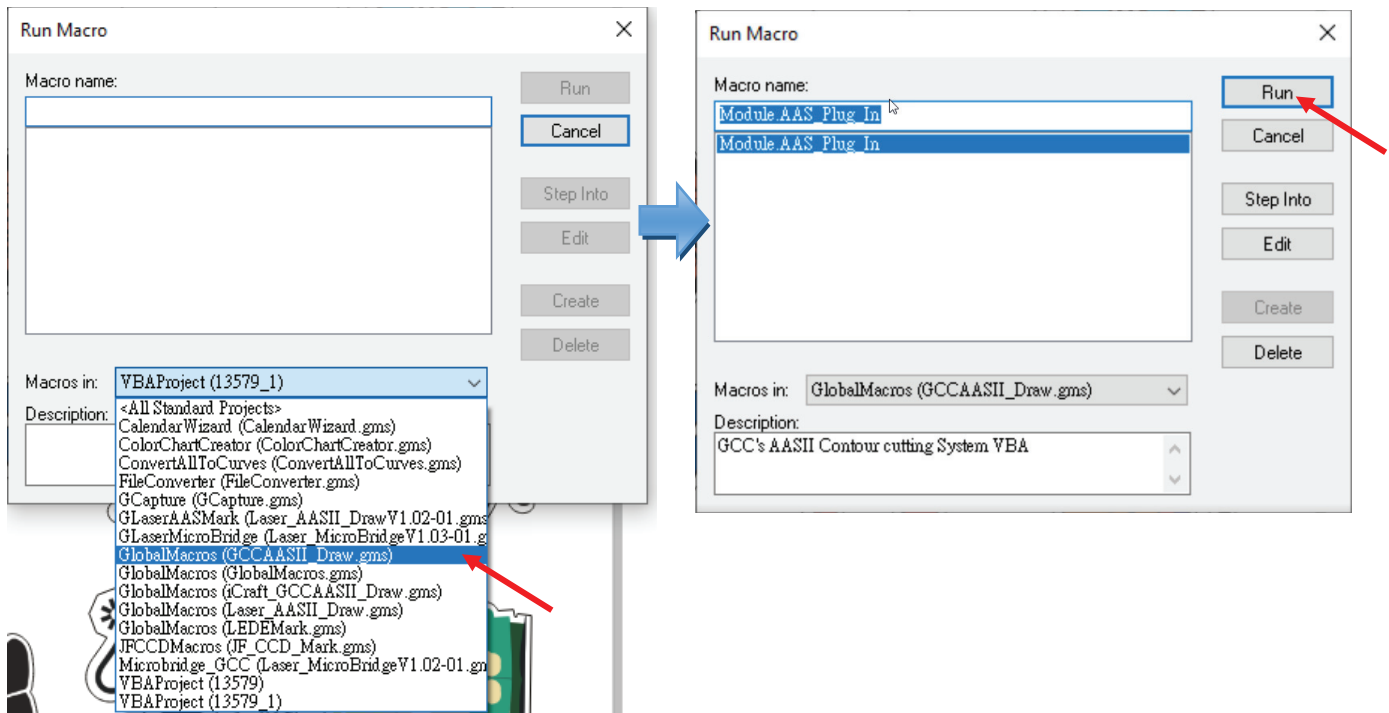 Run Macro
Macro name:
Run
Cancel
Step Into
Edit
Create
Delete
Macros in: VBAProject (13579_1)
Description:
<All Standard Projects>
CalendarWizard (CalendarWizard.gms)
ColorChartCreator (ColorChartCreator.gms)
ConvertAllToCurves (ConvertAllToCurves.gms)
FileConverter (FileConverter.gms)
GCapture (GCapture.gms)
GLaserAASMark (Laser_AASII_DrawV1.02-01.gms
GLaserMicroBridge (Laser_MicroBridgeV1.03-01.g
GlobalMacros (GCCAASII_Draw.gms)
GlobalMacros (GlobalMacros.gms)
GlobalMacros (iCraft_GCCAASII_Draw.gms)
GlobalMacros (Laser_AASII_Draw.gms)
GlobalMacros (LEDEMark.gms)
JFCCDMacros (JF_CCD_Mark.gms)
Microbridge_GCC (Laser_MicroBridgeV1.02-01.gm
VBAProject (13579)
VBAProject (13579_1)
Run Macro
Macro name:
Module.AAS_Plug_In
Module.AAS_Plug_In
Run
Cancel
Step Into
Edit
Create
Delete
Macros in: GlobalMacros (GCCAASII_Draw.gms)
Description:
GCC's AASII Contour cutting System VBA